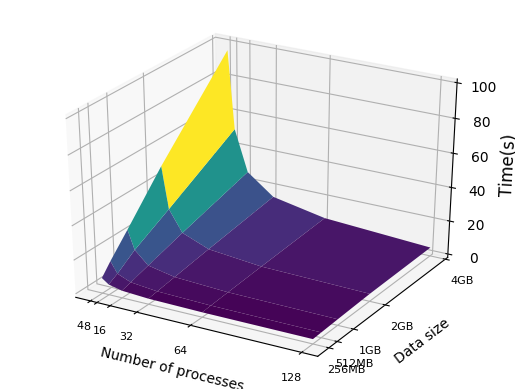 100
80
60
40
20
0
Time(s)
4GB
2GB
1GB
512MB
256MB
Data size
48
16
32
64
128
Number of processes